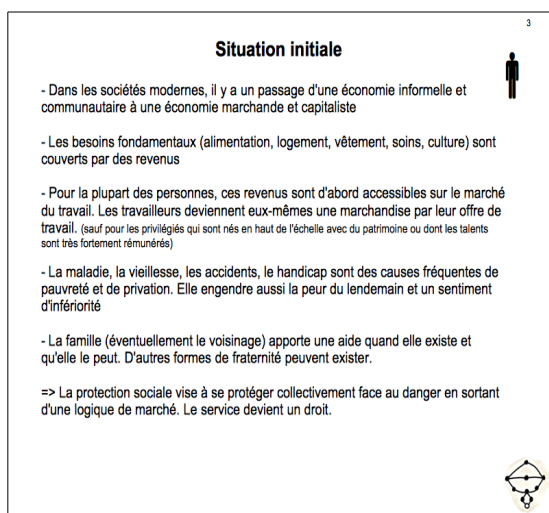 3
Situation initiale
- Dans les sociétés modernes, il y a un passage d'une économie informelle et
communautaire à une économie marchande et capitaliste
- Les besoins fondamentaux (alimentation, logement, vêtement, soins, culture) sont
couverts par des revenus
- Pour la plupart des personnes, ces revenus sont d'abord accessibles sur le marché
du travail. Les travailleurs deviennent eux-mêmes une marchandise par leur offre de
travail. (sauf pour les privilégiés qui sont nés en haut de l'échelle avec du patrimoine ou dont les talents
sont très fortement rémunérés)
- La maladie, la vieillesse, les accidents, le handicap sont des causes fréquentes de
pauvreté et de privation. Elle engendre aussi la peur du lendemain et un sentiment
d'infériorité
- La famille (éventuellement le voisinage) apporte une aide quand elle existe et
qu'elle le peut. D'autres formes de fraternité peuvent exister.
=> La protection sociale vise à se protéger collectivement face au danger en sortant
d'une logique de marché. Le service devient un droit.